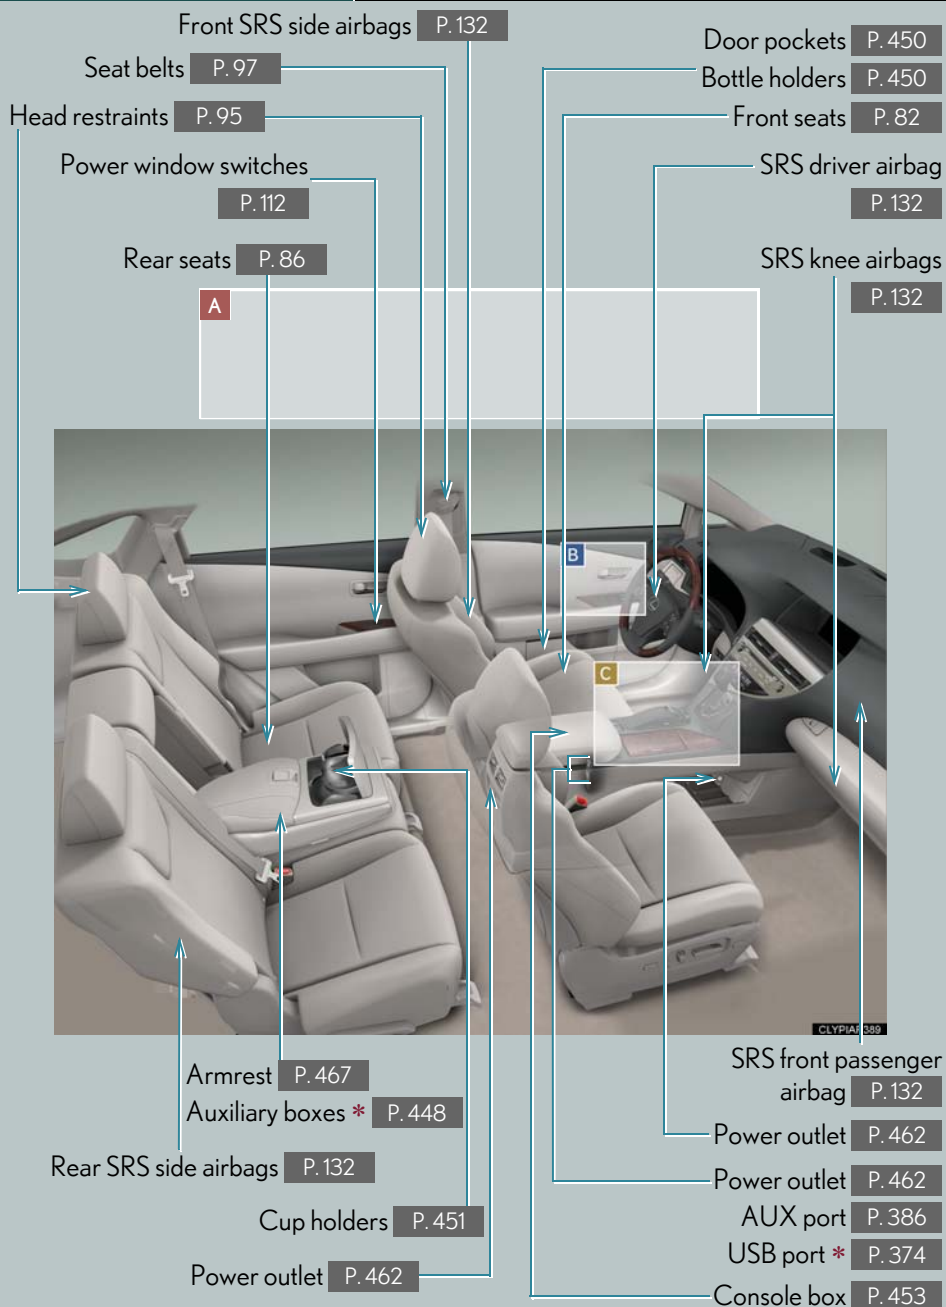 Front SRS side airbags P. 132
Seat belts P. 97
Head restraints P. 95
Power window switches
P. 112
Rear seats P. 86
Door pockets P. 450
Bottle holders P. 450
Front seats P. 82
SRS driver airbag
P. 132
SRS knee airbags
P. 132
A
B
C
CLYPIAP389
Armrest P. 467
Auxiliary boxes * P. 448
Rear SRS side airbags P. 132
Cup holders P. 451
Power outlet P. 462
SRS front passenger
airbag P. 132
Power outlet P. 462
Power outlet P. 462
AUX port P. 386
USB port * P. 374
Console box P. 453